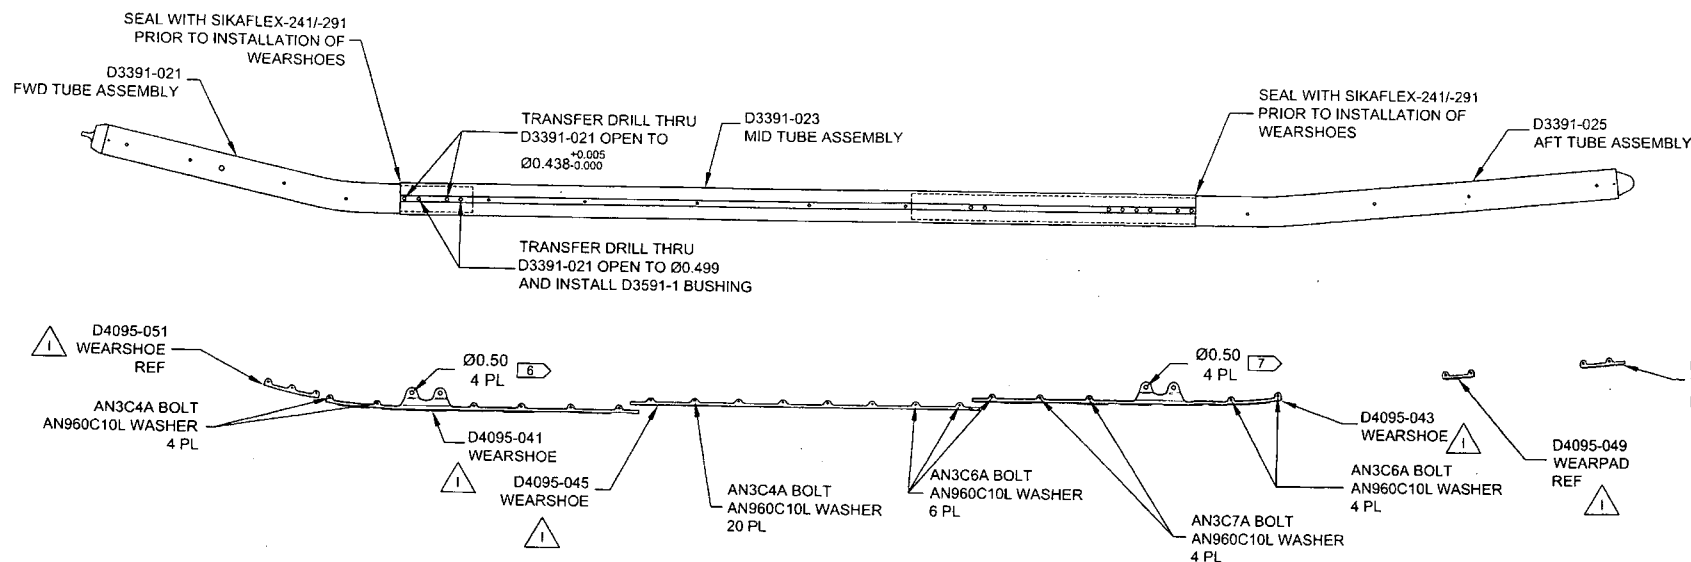 SEAL WITH SIKAFLEX-241/-291
PRIOR TO INSTALLATION OF
WEARSHOES
D3391-021
FWD TUBE ASSEMBLY
TRANSFER DRILL THRU
D3391-021 OPEN TO
Ø0.438 +0.005 -0.000
D3391-023
MID TUBE ASSEMBLY
SEAL WITH SIKAFLEX-241/-291
PRIOR TO INSTALLATION OF
WEARSHOES
D3391-025
AFT TUBE ASSEMBLY
TRANSFER DRILL THRU
D3391-021 OPEN TO Ø0.499
AND INSTALL D3591-1 BUSHING
1
D4095-051
WEARSHOE
REF
Ø0.50
4 PL
6
Ø0.50
4 PL
7
AN3C4A BOLT
AN960C10L WASHER
4 PL
D4095-041
WEARSHOE
1
D4095-045
WEARSHOE
1
AN3C4A BOLT
AN960C10L WASHER
20 PL
AN3C6A BOLT
AN960C10L WASHER
6 PL
AN3C7A BOLT
AN960C10L WASHER
4 PL
D4095-043
WEARSHOE
1
AN3C6A BOLT
AN960C10L WASHER
4 PL
D4095-049
WEARPAD
REF
1